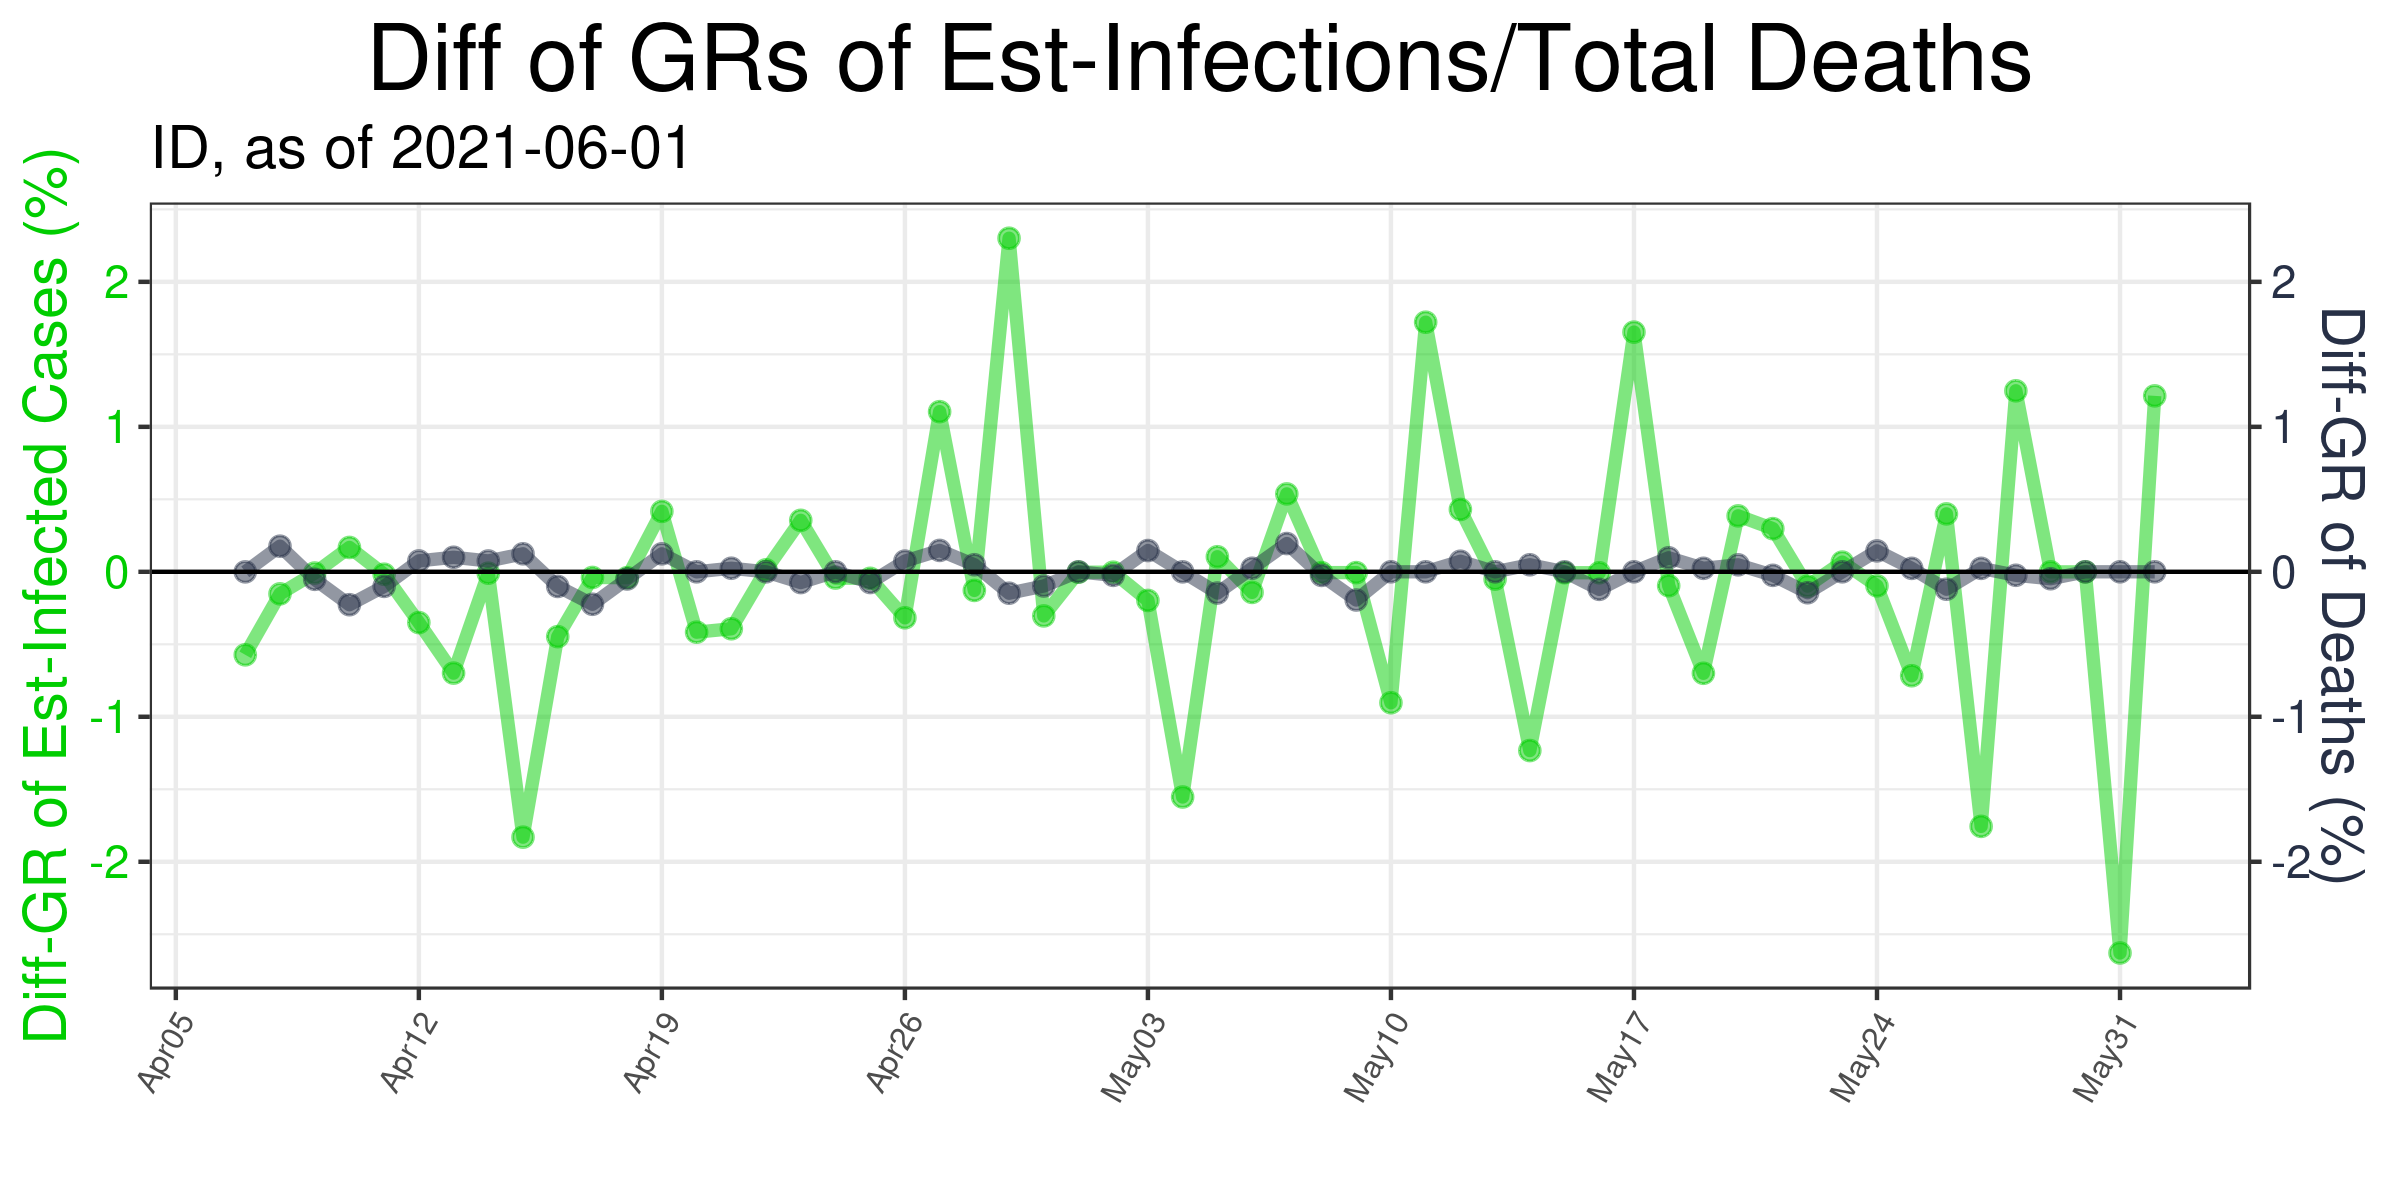 Diff of GRs of Est-Infections/Total Deaths
ID, as of 2021-06-01
Diff-GR of Est-Infected Cases (%)
2
1
0
-1
-2
2
1
0
-1
-2
Diff-GR of Deaths (%)
Apr05
Apr12
Apr19
Apr26
May03
May10
May17
May24
May31